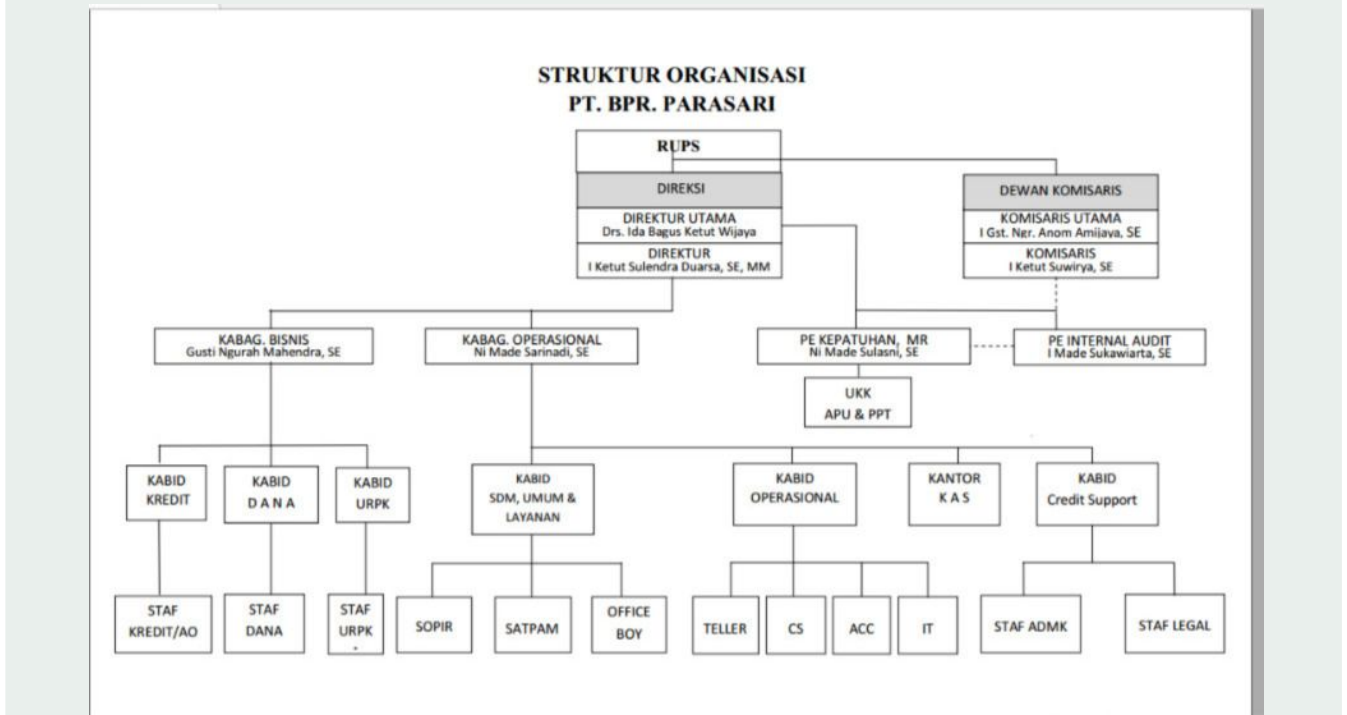 STRUKTUR ORGANISASI
PT. BPR. PARASARI
RUPS
DIREKSI
DIREKTUR UTAMA
Drs. Ida Bagus Ketut Wijaya
DIREKTUR
I Ketut Sulendra Duarsa, SE, MM
DEWAN KOMISARIS
KOMISARIS UTAMA
I Gst. Ngr. Anom Amijaya, SE
KOMISARIS
I Ketut Suwirya, SE
KABAG. BISNIS
Gusti Ngurah Mahendra, SE
KABAG. OPERASIONAL
Ni Made Sarinadi, SE
PE KEPATUHAN, MR
Ni Made Sulasni, SE
PE INTERNAL AUDIT
I Made Sukawiarta, SE
UKK
APU & PPT
KABID
KREDIT
KABID
D A N A
KABID
URPK
KABID
SDM, UMUM &
LAYANAN
KABID
OPERASIONAL
KANTOR
K A S
KABID
Credit Support
STAF
KREDIT/AO
STAF
DANA
STAF
URPK
SOPIR
SATPAM
OFFICE
BOY
TELLER
CS
ACC
IT
STAF ADMK
STAF LEGAL